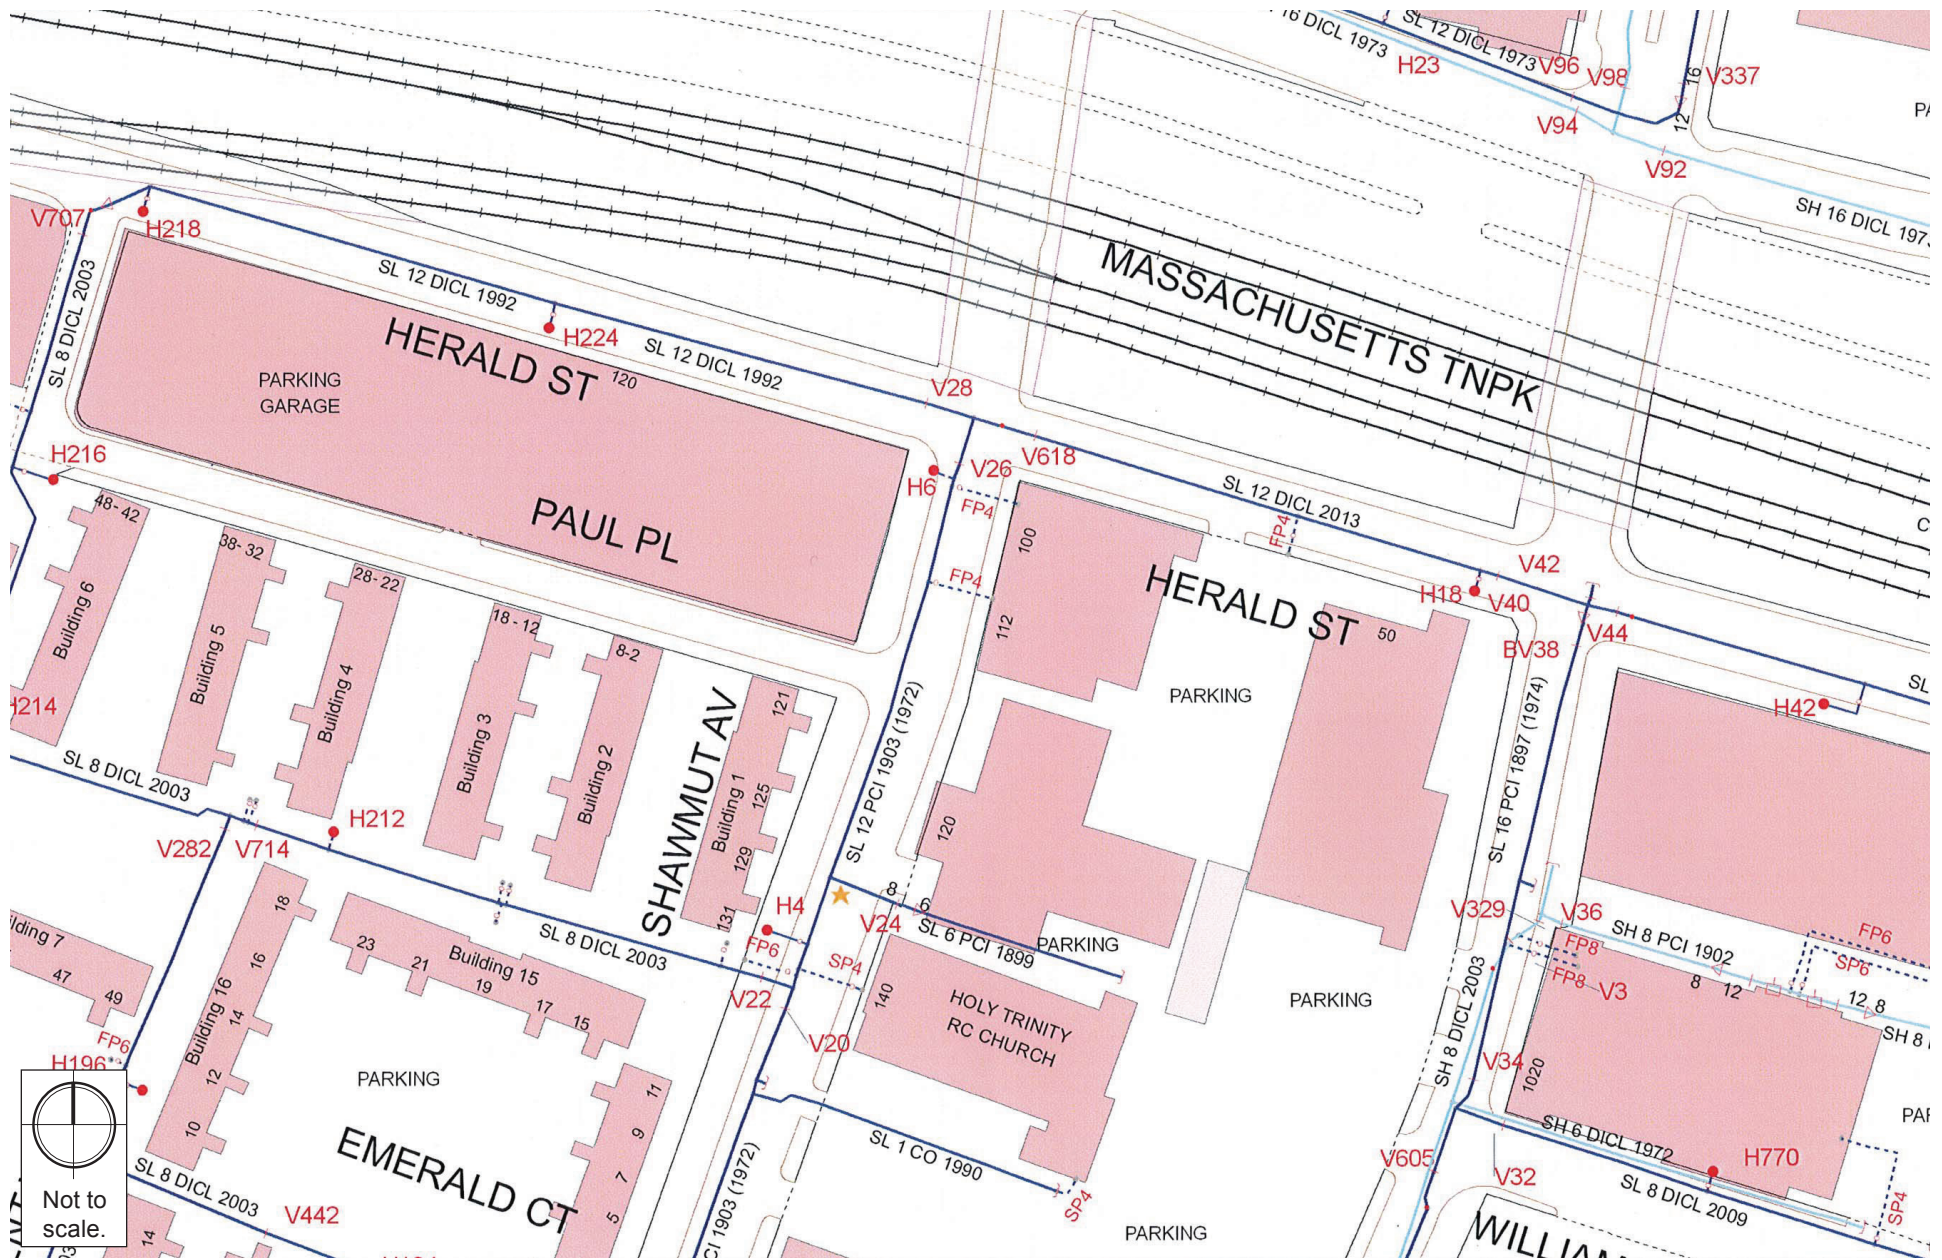 16 DICL 1973
SL 12 DICL 1973
H23
V96
V98
16
V337
12
V94
V92
SH 16 DICL 197
V707
H218
SL 12 DICL 1992
SL 8 DICL 2003
HERALD ST
H224
SL 12 DICL 1992
120
PARKING
GARAGE
MASSACHUSETTS TNPK
V28
V618
V26
H6
FP4
H216
SL 12 DICL 2013
FP4
PAUL PL
100
FP4
112
V42
H18
V40
HERALD ST
50
V44
BV38
48-42
38-32
28-22
18-12
8-2
Building 6
Building 5
Building 4
Building 3
Building 2
Building 1
121
125
129
131
H214
SHAWMUT AV
SL 12 PCI 1903 (1972)
PARKING
SL 16 PCI 1897 (1974)
H42
SL
SL 8 DICL 2003
H212
V282
V714
120
8
6
H4
V24
SL 6 PCI 1899
PARKING
V329
V36
SH 8 PCI 1902
FP8
FP8
V3
8
12
12
8
FP6
SP6
SH 8
SL 8 DICL 2003
FP6
SP4
V22
140
HOLY TRINITY
RC CHURCH
PARKING
V20
SH 8 DICL 2003
V34
1020
ilding 7
47
49
18
16
Building 16
14
12
10
23
21
Building 15
19
17
15
FP6
H196
PARKING
11
9
7
5
EMERALD CT
SL 1 CO 1990
SP4
SH 6 DICL 1972
H770
V605
V32
SL 8 DICL 2009
SP4
SL 8 DICL 2003
V442
14
CI 1903 (1972)
PARKING
WILLIAM
Not to
scale.